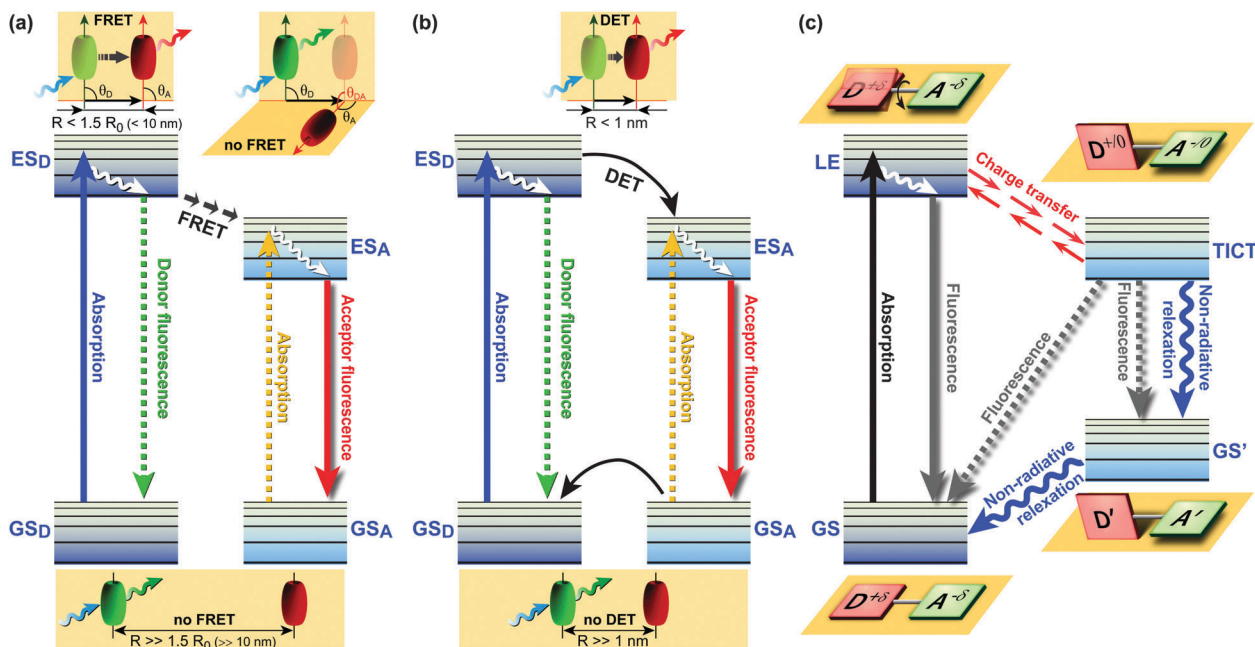 (a)
FRET
θD
θA
R < 1.5 R0 (< 10 nm)
θD
θDA
θA
no FRET
ESD
FRET
ESA
Absorption
Donor fluorescence
Absorption
Acceptor fluorescence
GSD
GSA
no FRET
R >> 1.5 R0 (>> 10 nm)
(b)
DET
R < 1 nm
ESD
DET
ESA
Absorption
Donor fluorescence
Absorption
Acceptor fluorescence
GSD
GSA
no DET
R >> 1 nm
(c)
D+δ
A-δ
D+/0
A-/0
LE
Charge transfer
TICT
Absorption
Fluorescence
Fluorescence
Fluorescence
Non-radiative
relexation
GS'
Non-radiative
relexation
GS
D'
A'
D+δ
A-δ